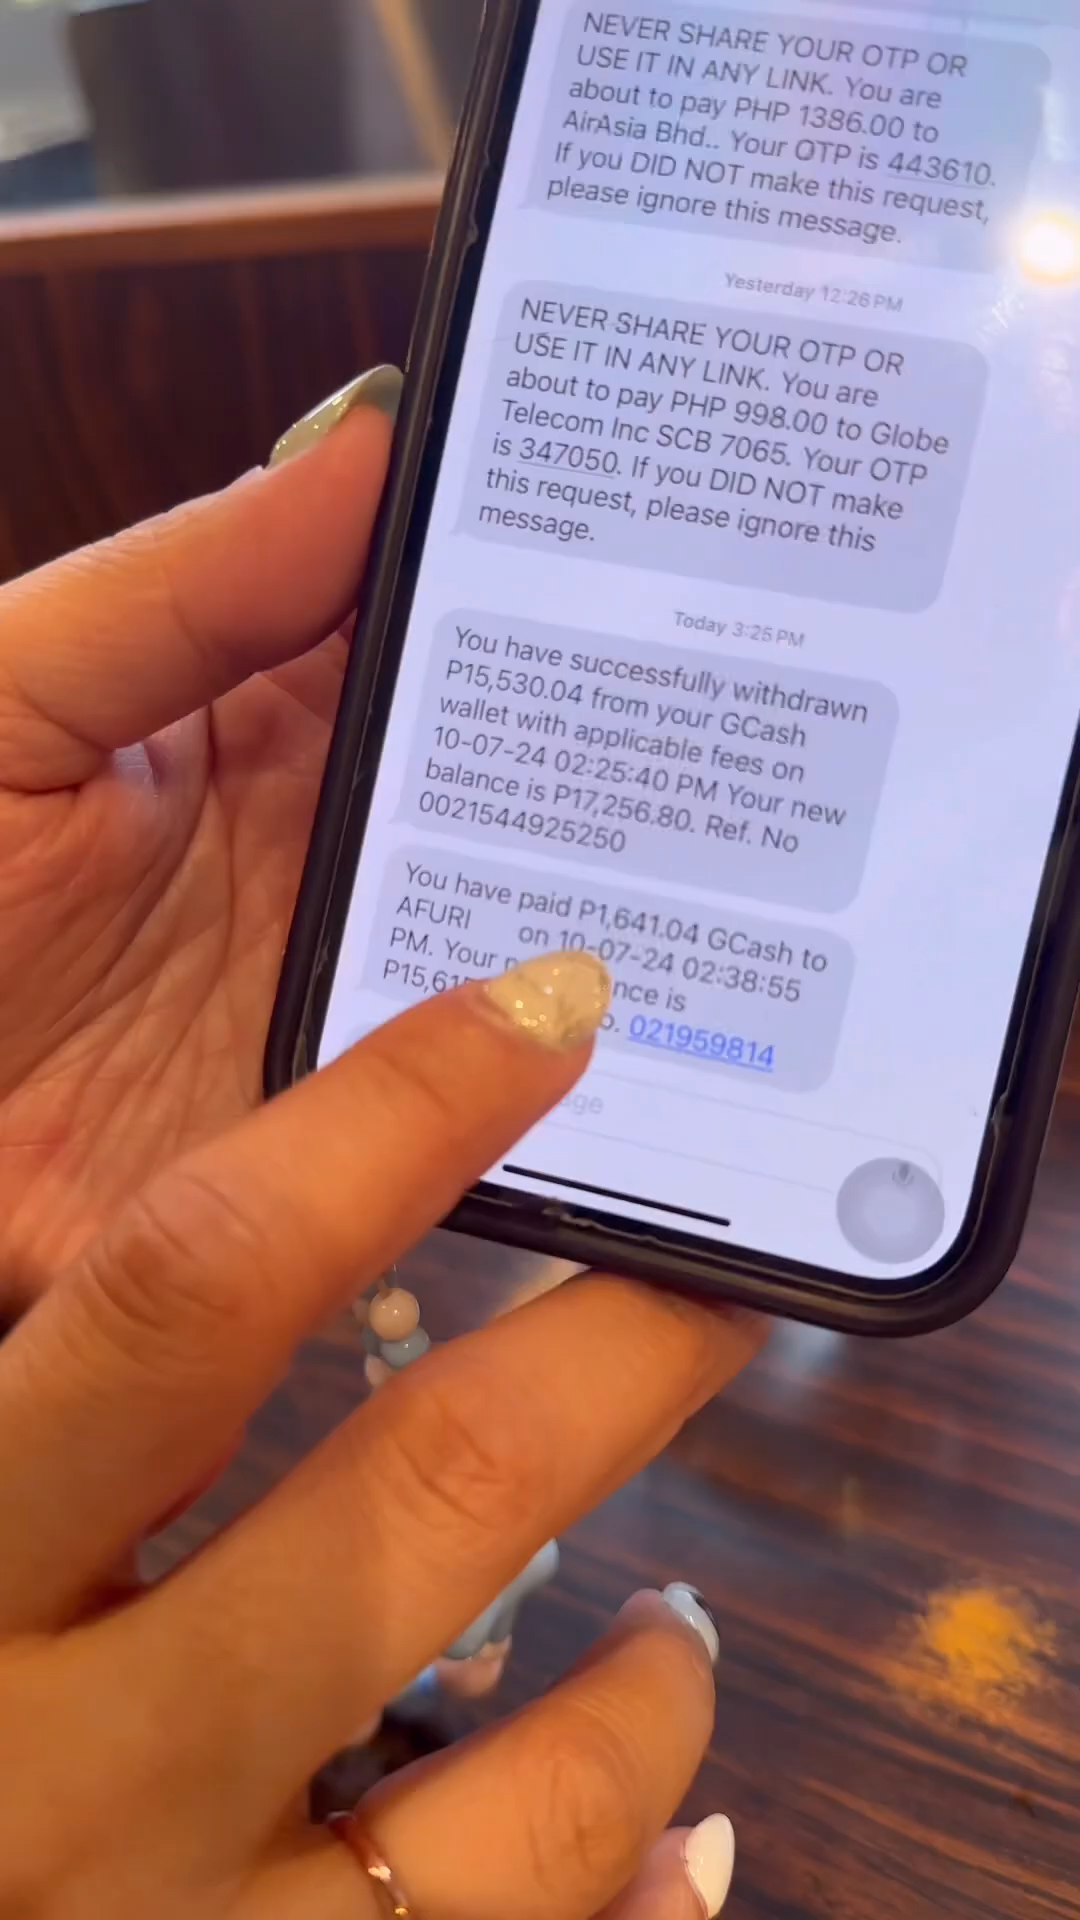 NEVER SHARE YOUR OTP OR
USE IT IN ANY LINK. You are
about to pay PHP 1386.00 to
AirAsia Bhd.. Your OTP is 443610.
If you DID NOT make this request,
please ignore this message.
Yesterday 12:26 PM
NEVER SHARE YOUR OTP OR
USE IT IN ANY LINK. You are
about to pay PHP 998.00 to Globe
Telecom Inc SCB 7065. Your OTP
is 347050. If you DID NOT make
this request, please ignore this
message.
Today 3:25 PM
You have successfully withdrawn
P15,530.04 from your GCash
wallet with applicable fees on
10-07-24 02:25:40 PM Your new
balance is P17,256.80. Ref. No
0021544925250
You have paid P1,641.04 GCash to
AFURI on 10-07-24 02:38:55
PM. Your is
021959814